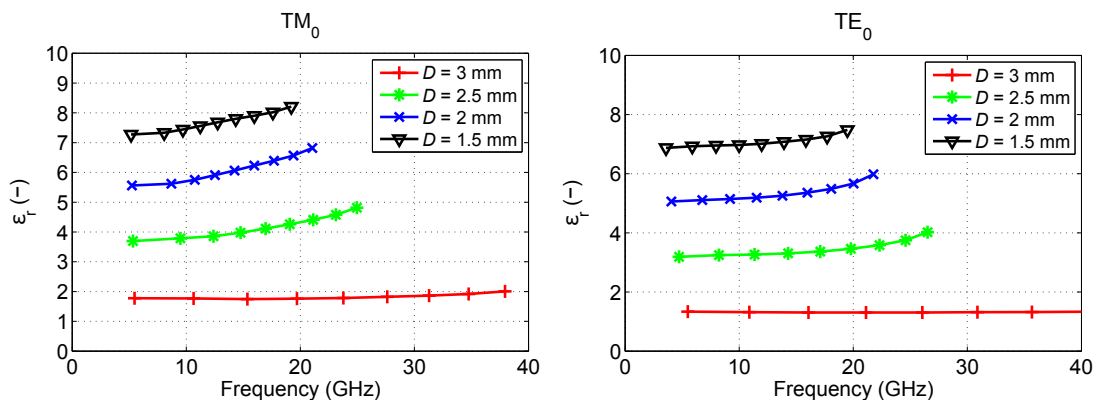 TM0
10
9
8
7
6
5
4
3
2
1
0
εr (−)
D = 3 mm
D = 2.5 mm
D = 2 mm
D = 1.5 mm
0
10
20
30
40
Frequency (GHz)
TE0
10
8
6
4
2
0
εr (−)
D = 3 mm
D = 2.5 mm
D = 2 mm
D = 1.5 mm
0
10
20
30
40
Frequency (GHz)